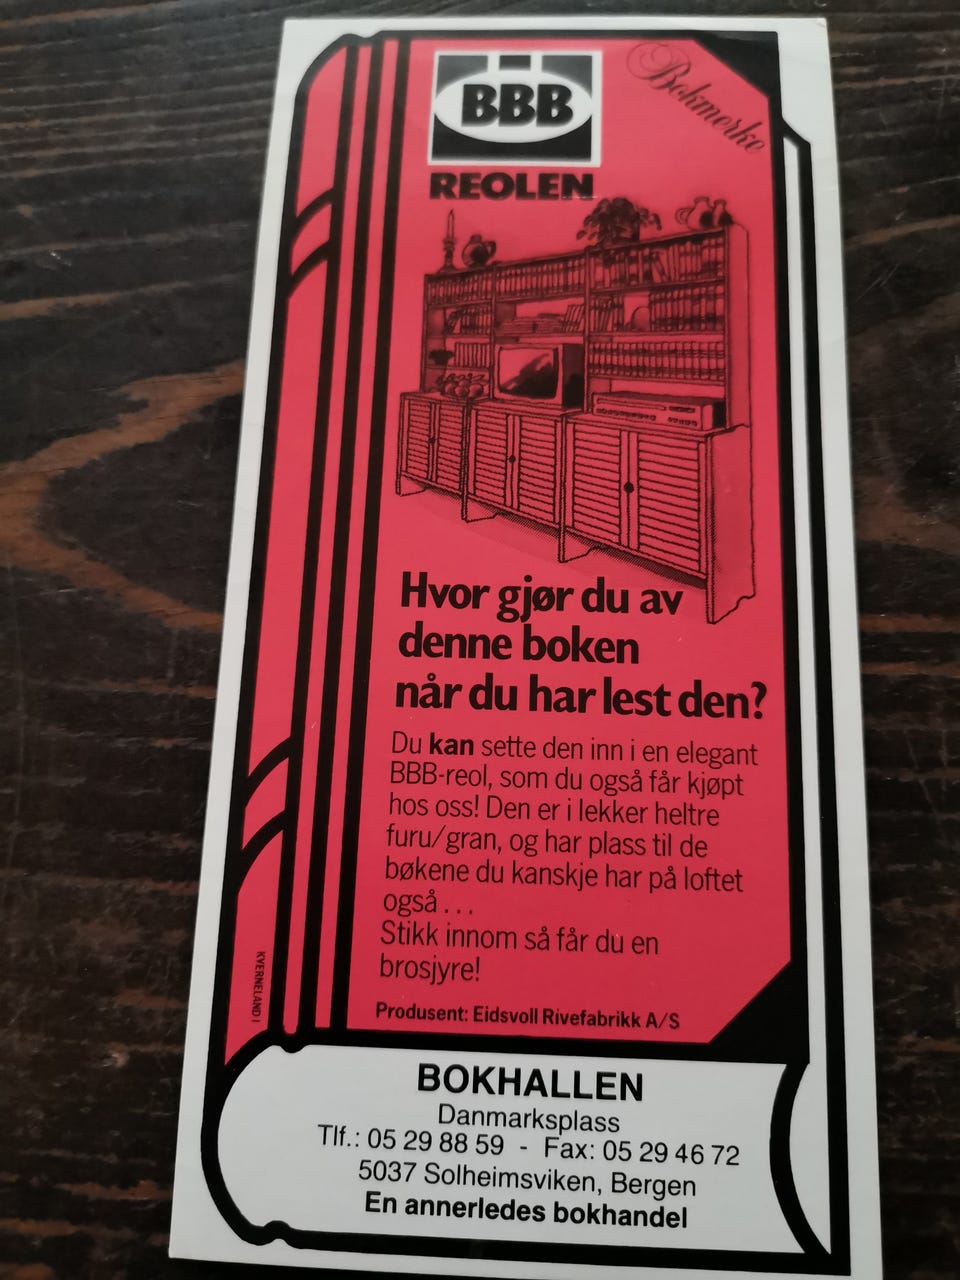 BBB
Bokmerke
REOLEN
Hvor gjør du av
denne boken
når du har lest den?
Du kan sette den inn i en elegant
BBB-reol, som du også får kjøpt
hos oss! Den er i lekker heltre
furu/gran, og har plass til de
bøkene du kanskje har på loftet
også...
Stikk innom så får du en
brosjyre!
Produsent: Eidsvoll Rivefabrikk A/S
KVERNELAND
BOKHALLEN
Danmarksplass
Tlf.: 05 29 88 59 - Fax: 05 29 46 72
5037 Solheimsviken, Bergen
En annerledes bokhandel